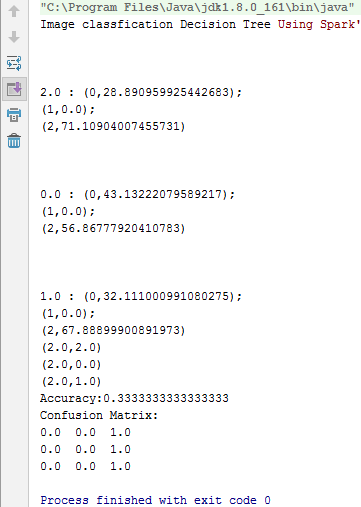 "C:\Program Files\Java\jdk1.8.0_161\bin\java"
Image classfication Decision Tree Using Spark'
2.0 : (0,28.890959925442683);
(1,0.0);
(2,71.10904007455731)
0.0 : (0,43.13222079589217);
(1,0.0);
(2,56.86777920410783)
1.0 : (0,32.111000991080275);
(1,0.0);
(2,67.88899900891973)
(2.0,2.0)
(2.0,0.0)
(2.0,1.0)
Accuracy:0.3333333333333333
Confusion Matrix:
0.0  0.0  1.0
0.0  0.0  1.0
0.0  0.0  1.0
Process finished with exit code 0